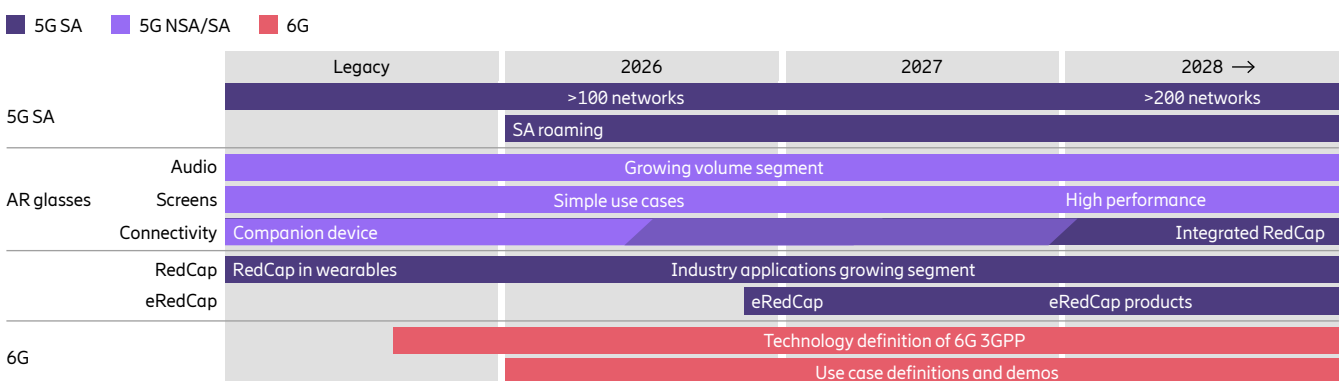 5G SA 5G NSA/SA 6G
Legacy 2026 2027 2028 →
5G SA
>100 networks >200 networks
SA roaming
AR glasses
Audio Growing volume segment
Screens Simple use cases High performance
Connectivity Companion device Integrated RedCap
RedCap RedCap in wearables Industry applications growing segment
eRedCap eRedCap eRedCap products
6G
Technology definition of 6G 3GPP
Use case definitions and demos